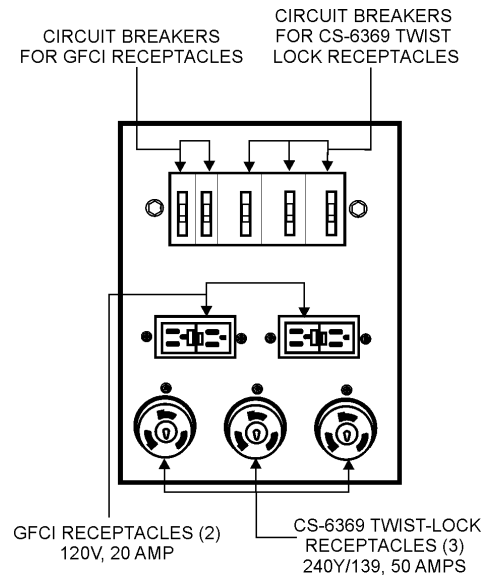 CIRCUIT BREAKERS
FOR GFCI RECEPTACLES
CIRCUIT BREAKERS
FOR CS-6369 TWIST
LOCK RECEPTACLES
GFCI RECEPTACLES (2)
120V, 20 AMP
CS-6369 TWIST-LOCK
RECEPTACLES (3)
240Y/139, 50 AMPS